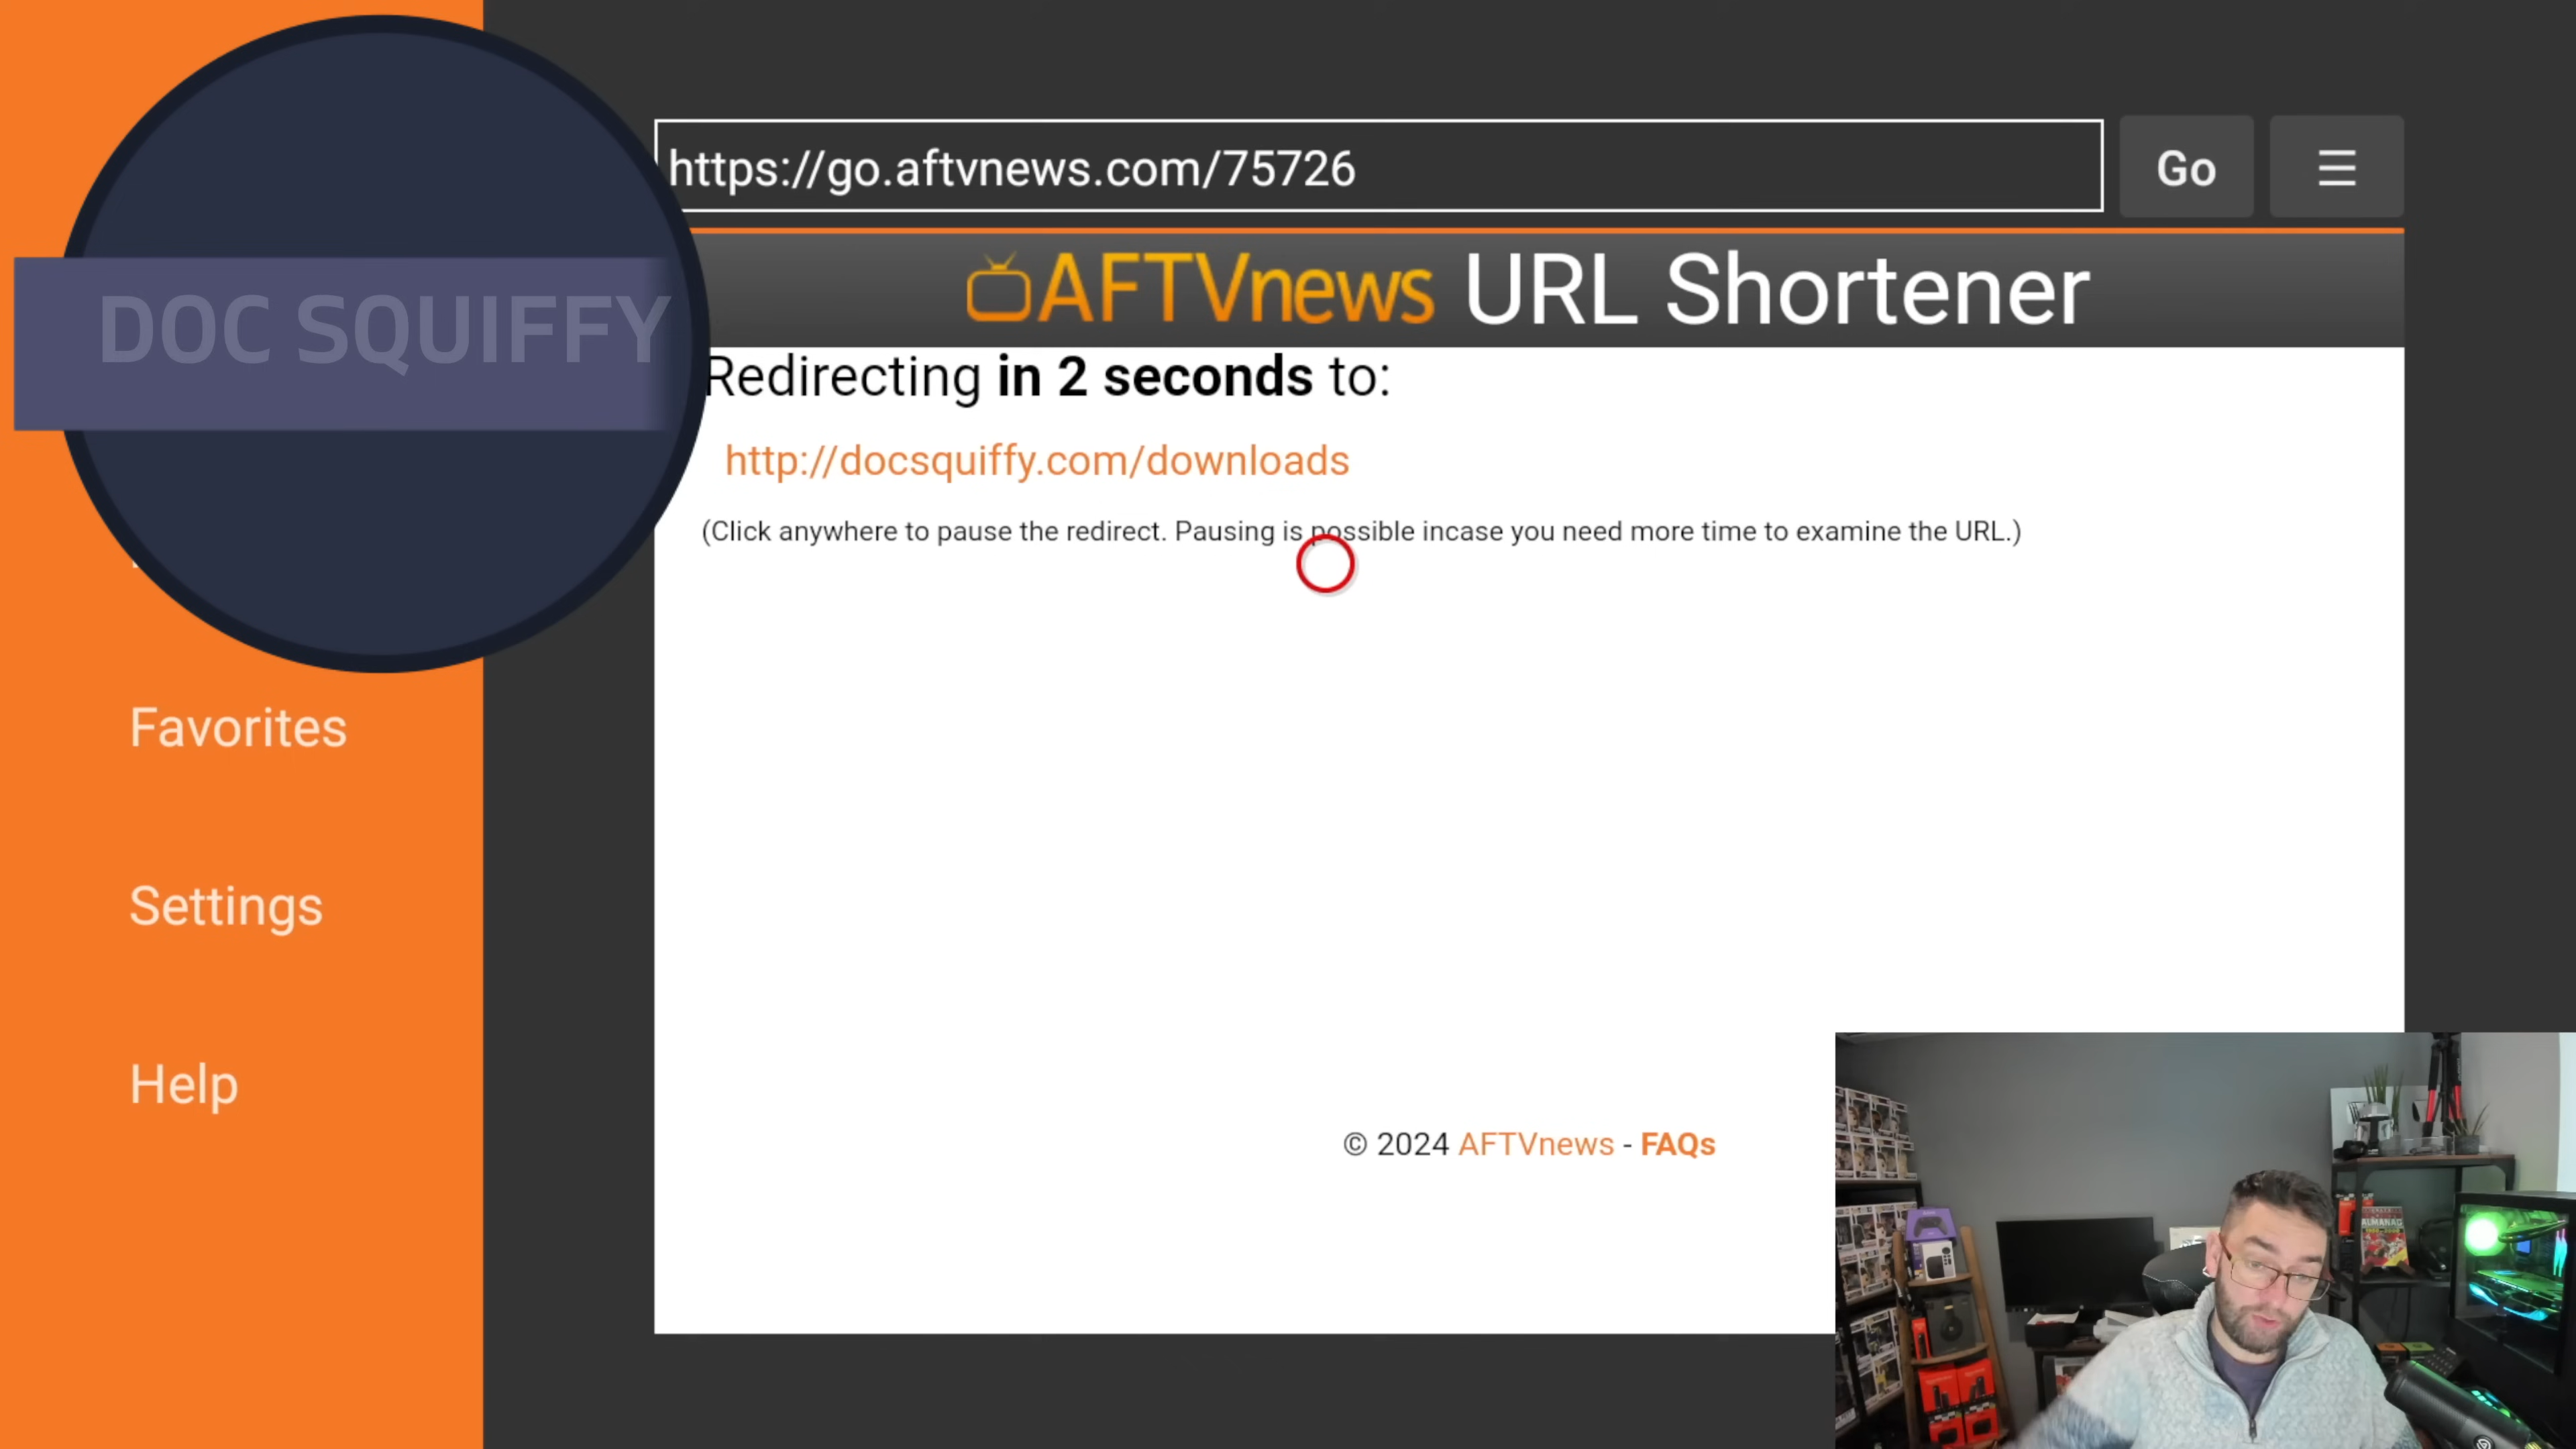 https://go.aftvnews.com/75726
Go
AFTVnews URL Shortener
DOC SQUIFFY
Redirecting in 2 seconds to:
http://docsquiffy.com/downloads
(Click anywhere to pause the redirect. Pausing is possible incase you need more time to examine the URL.)
Favorites
Settings
Help
© 2024 AFTVnews - FAQs
ALMANAC